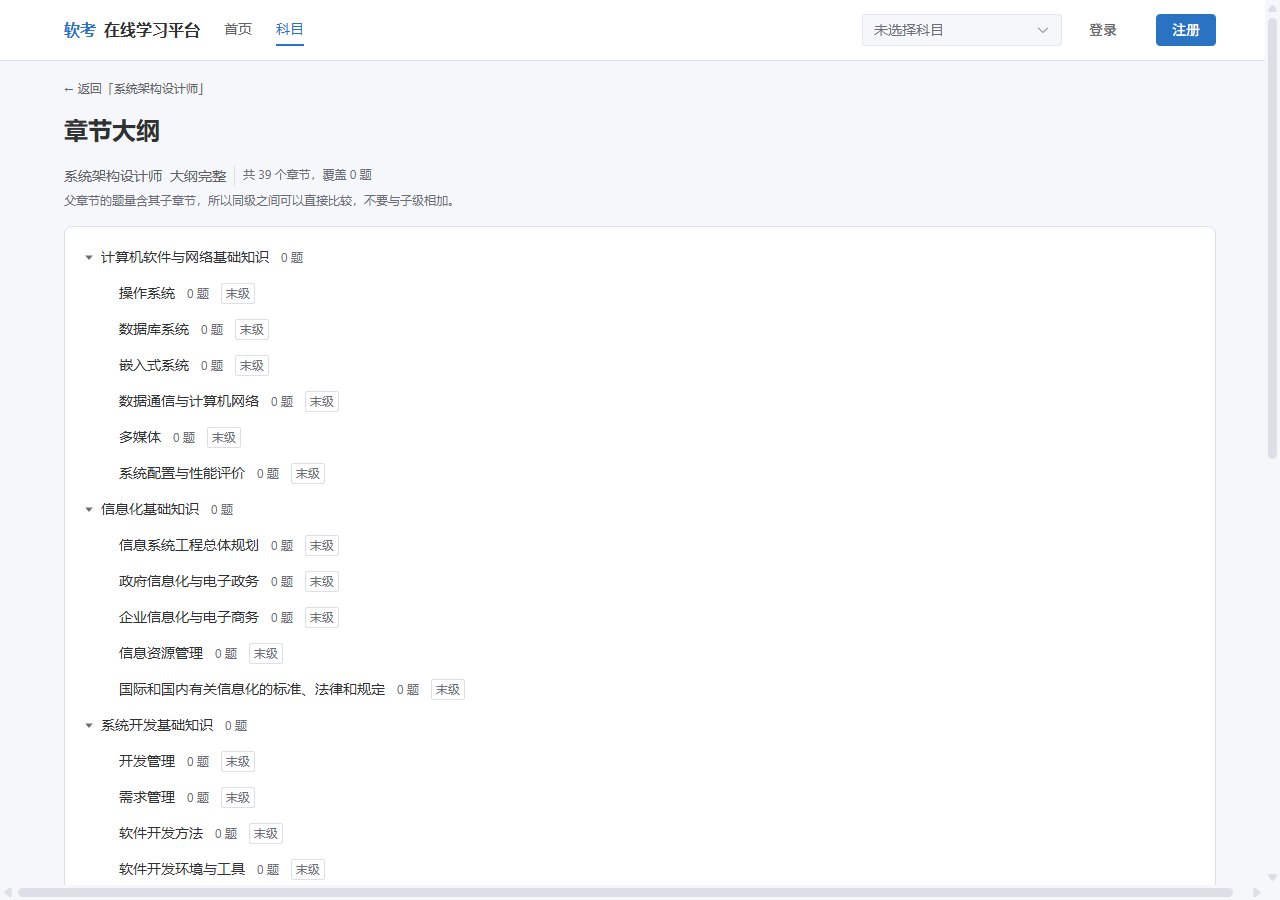 软考 在线学习平台 首页 科目 未选择科目 登录 注册
← 返回「系统架构设计师」
章节大纲
系统架构设计师 大纲完整 共 39 个章节，覆盖 0 题
父章节的题量含其子章节，所以同级之间可以直接比较，不要与子级相加。
计算机软件与网络基础知识 0 题
操作系统 0 题 末级
数据库系统 0 题 末级
嵌入式系统 0 题 末级
数据通信与计算机网络 0 题 末级
多媒体 0 题 末级
系统配置与性能评价 0 题 末级
信息化基础知识 0 题
信息系统工程总体规划 0 题 末级
政府信息化与电子政务 0 题 末级
企业信息化与电子商务 0 题 末级
信息资源管理 0 题 末级
国际和国内有关信息化的标准、法律和规定 0 题 末级
系统开发基础知识 0 题
开发管理 0 题 末级
需求管理 0 题 末级
软件开发方法 0 题 末级
软件开发环境与工具 0 题 末级